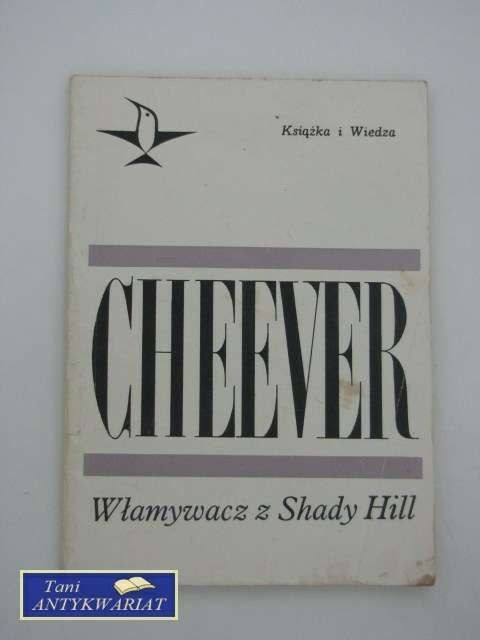 Książka i Wiedza
CHEEVER
Włamywacz z Shady Hill
Tani
ANTYKWARIAT